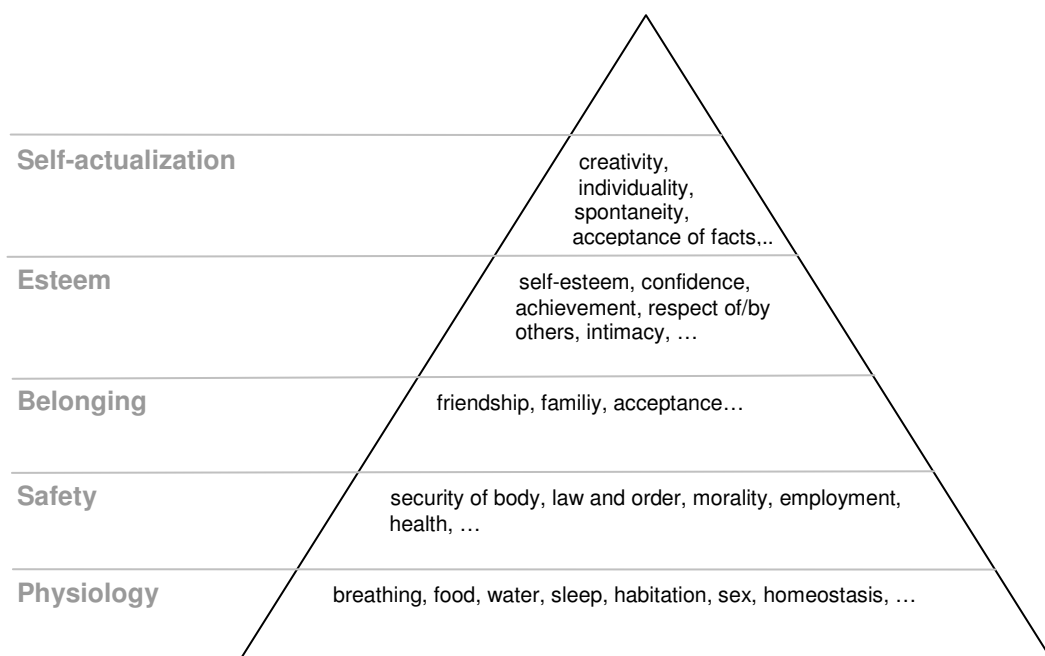 Self-actualization
creativity,
individuality,
spontaneity,
acceptance of facts,..
Esteem
self-esteem, confidence,
achievement, respect of/by
others, intimacy, …
Belonging
friendship, familiy, acceptance…
Safety
security of body, law and order, morality, employment,
health, …
Physiology
breathing, food, water, sleep, habitation, sex, homeostasis, …